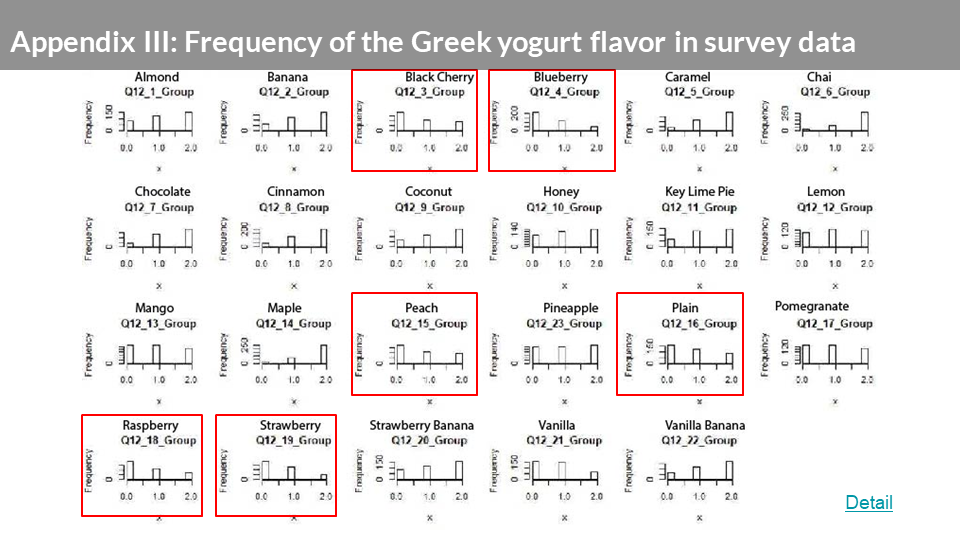 Appendix III: Frequency of the Greek yogurt flavor in survey data
Almond Banana Black Cherry Blueberry Caramel Chai
Q12_1_Group Q12_2_Group Q12_3_Group Q12_4_Group Q12_5_Group Q12_6_Group
Frequency 0 150 Frequency 0 Frequency 0 Frequency 0 200 Frequency 0 Frequency 0 250
0.0 1.0 2.0 0.0 1.0 2.0 0.0 1.0 2.0 0.0 1.0 2.0 0.0 1.0 2.0 0.0 1.0 2.0
x x x x x x
Chocolate Cinnamon Coconut Honey Key Lime Pie Lemon
Q12_7_Group Q12_8_Group Q12_9_Group Q12_10_Group Q12_11_Group Q12_12_Group
Frequency 0 Frequency 0 200 Frequency 0 Frequency 0 140 Frequency 0 150 Frequency 0 120
0.0 1.0 2.0 0.0 1.0 2.0 0.0 1.0 2.0 0.0 1.0 2.0 0.0 1.0 2.0 0.0 1.0 2.0
x x x x x x
Mango Maple Peach Pineapple Plain Pomegranate
Q12_13_Group Q12_14_Group Q12_15_Group Q12_23_Group Q12_16_Group Q12_17_Group
Frequency 0 Frequency 0 250 Frequency 0 Frequency 0 Frequency 0 150 Frequency 0 120
0.0 1.0 2.0 0.0 1.0 2.0 0.0 1.0 2.0 0.0 1.0 2.0 0.0 1.0 2.0 0.0 1.0 2.0
x x x x x x
Raspberry Strawberry Strawberry Banana Vanilla Vanilla Banana
Q12_18_Group Q12_19_Group Q12_20_Group Q12_21_Group Q12_22_Group
Frequency 0 Frequency 0 Frequency 0 150 Frequency 0 150 Frequency 0
0.0 1.0 2.0 0.0 1.0 2.0 0.0 1.0 2.0 0.0 1.0 2.0 0.0 1.0 2.0
x x x x x
Detail